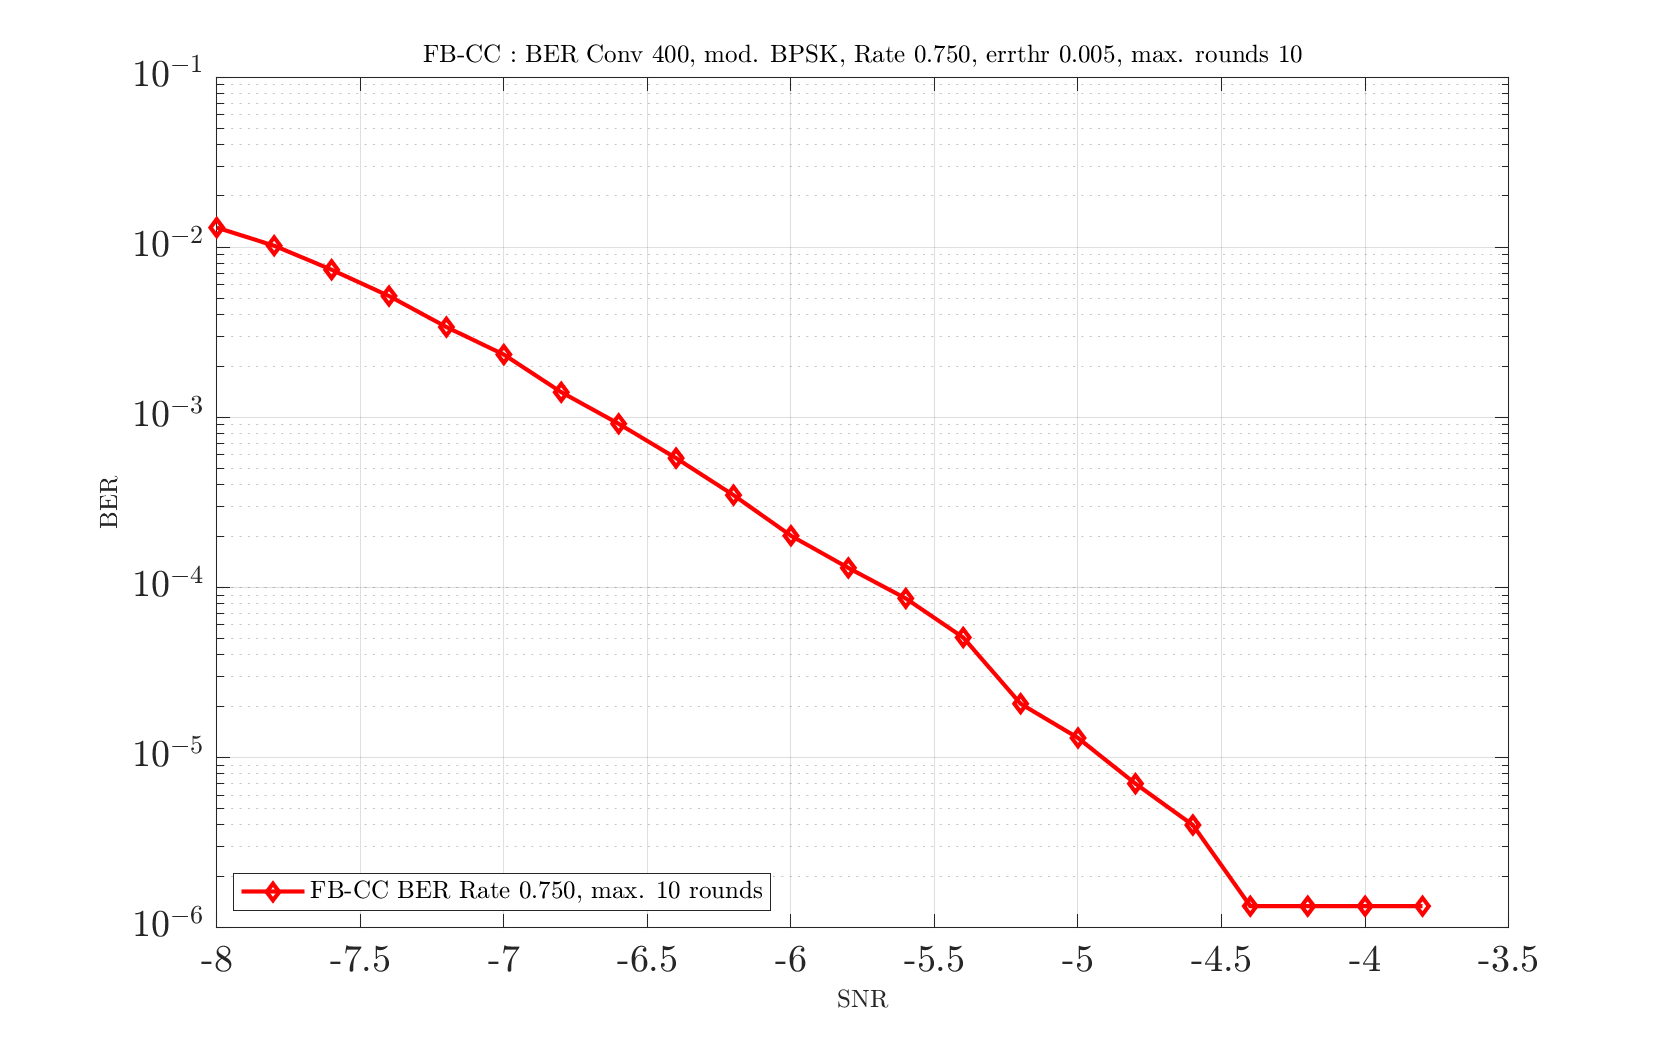 FB-CC : BER Conv 400, mod. BPSK, Rate 0.750, errthr 0.005, max. rounds 10
10⁻¹
10⁻²
10⁻³
10⁻⁴
10⁻⁵
10⁻⁶
BER
FB-CC BER Rate 0.750, max. 10 rounds
-8 -7.5 -7 -6.5 -6 -5.5 -5 -4.5 -4 -3.5
SNR